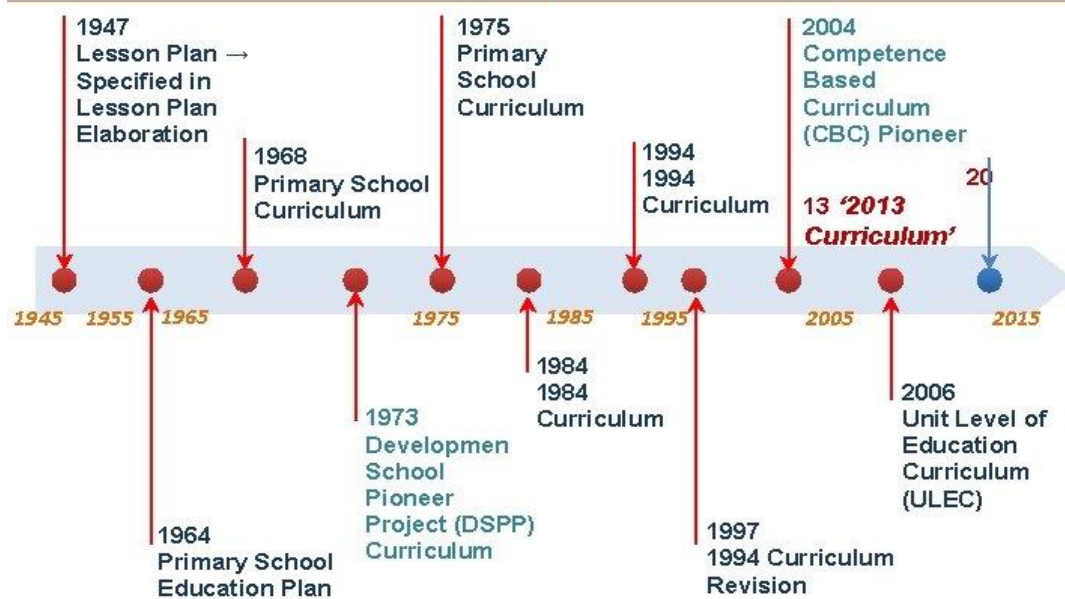 1947
Lesson Plan →
Specified in
Lesson Plan
Elaboration
1968
Primary School
Curriculum
1975
Primary
School
Curriculum
1994
1994
Curriculum
2004
Competence
Based
Curriculum
(CBC) Pioneer
20
13 ‘2013
Curriculum’
1945 1955 1965 1975 1985 1995 2005 2015
1964
Primary School
Education Plan
1973
Developmen
School
Pioneer
Project (DSPP)
Curriculum
1984
1984
Curriculum
1997
1994 Curriculum
Revision
2006
Unit Level of
Education
Curriculum
(ULEC)